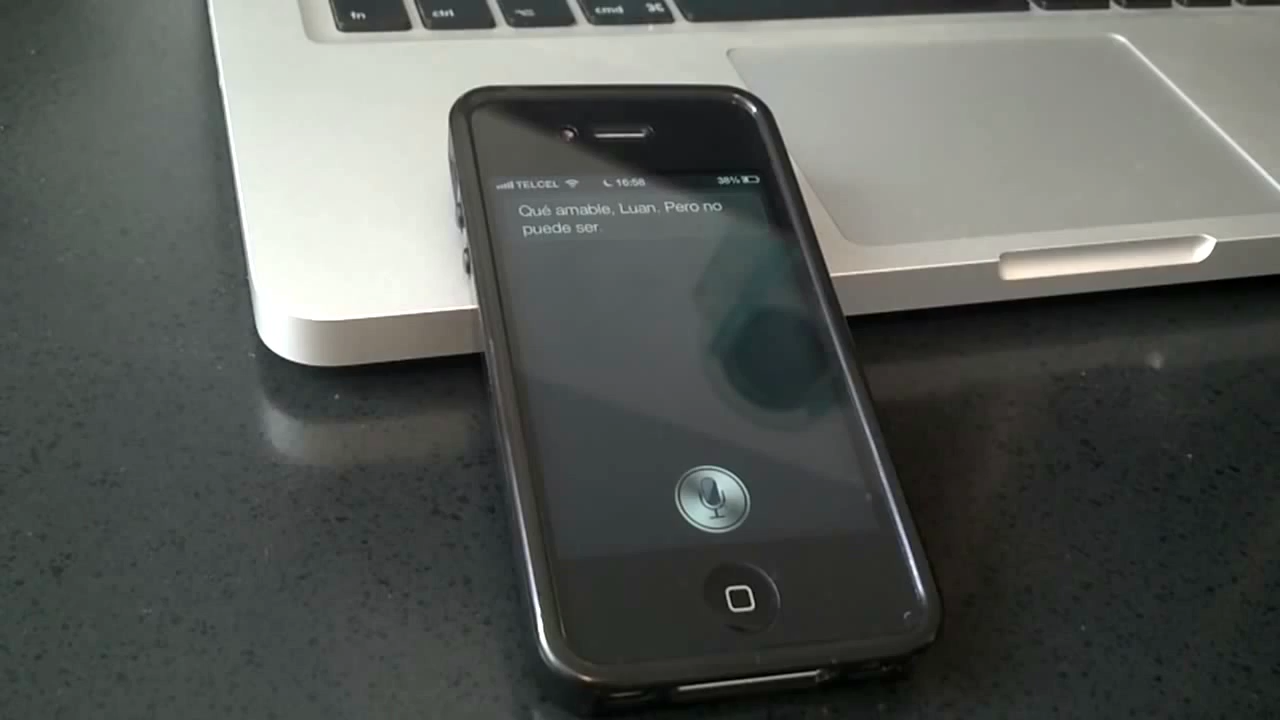 fn ctrl ⌥ cmd ⌘
TELCEL 16:58 38%
Qué amable, Luan. Pero no
puede ser.